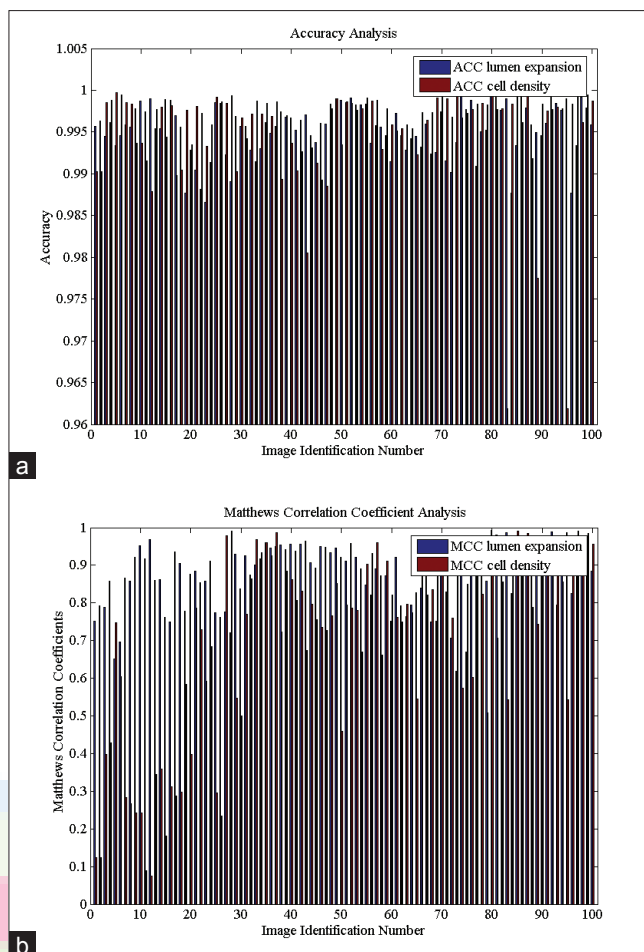 Accuracy Analysis
1.005
1
0.995
0.99
0.985
0.98
0.975
0.97
0.965
0.96
Accuracy
ACC lumen expansion
ACC cell density
0 10 20 30 40 50 60 70 80 90 100
Image Identification Number
a
Matthews Correlation Coefficient Analysis
1
0.9
0.8
0.7
0.6
0.5
0.4
0.3
0.2
0.1
0
Matthews Correlation Coefficients
MCC lumen expansion
MCC cell density
0 10 20 30 40 50 60 70 80 90 100
Image Identification Number
b